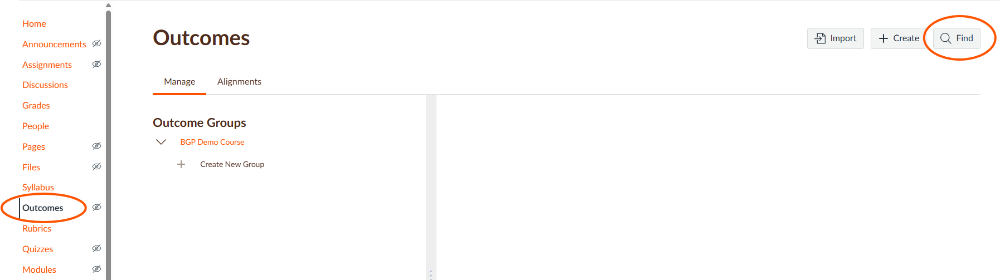 Home
Announcements
Assignments
Discussions
Grades
People
Pages
Files
Syllabus
Outcomes
Rubrics
Quizzes
Modules
Outcomes
Import
Create
Find
Manage
Alignments
Outcome Groups
BGP Demo Course
Create New Group